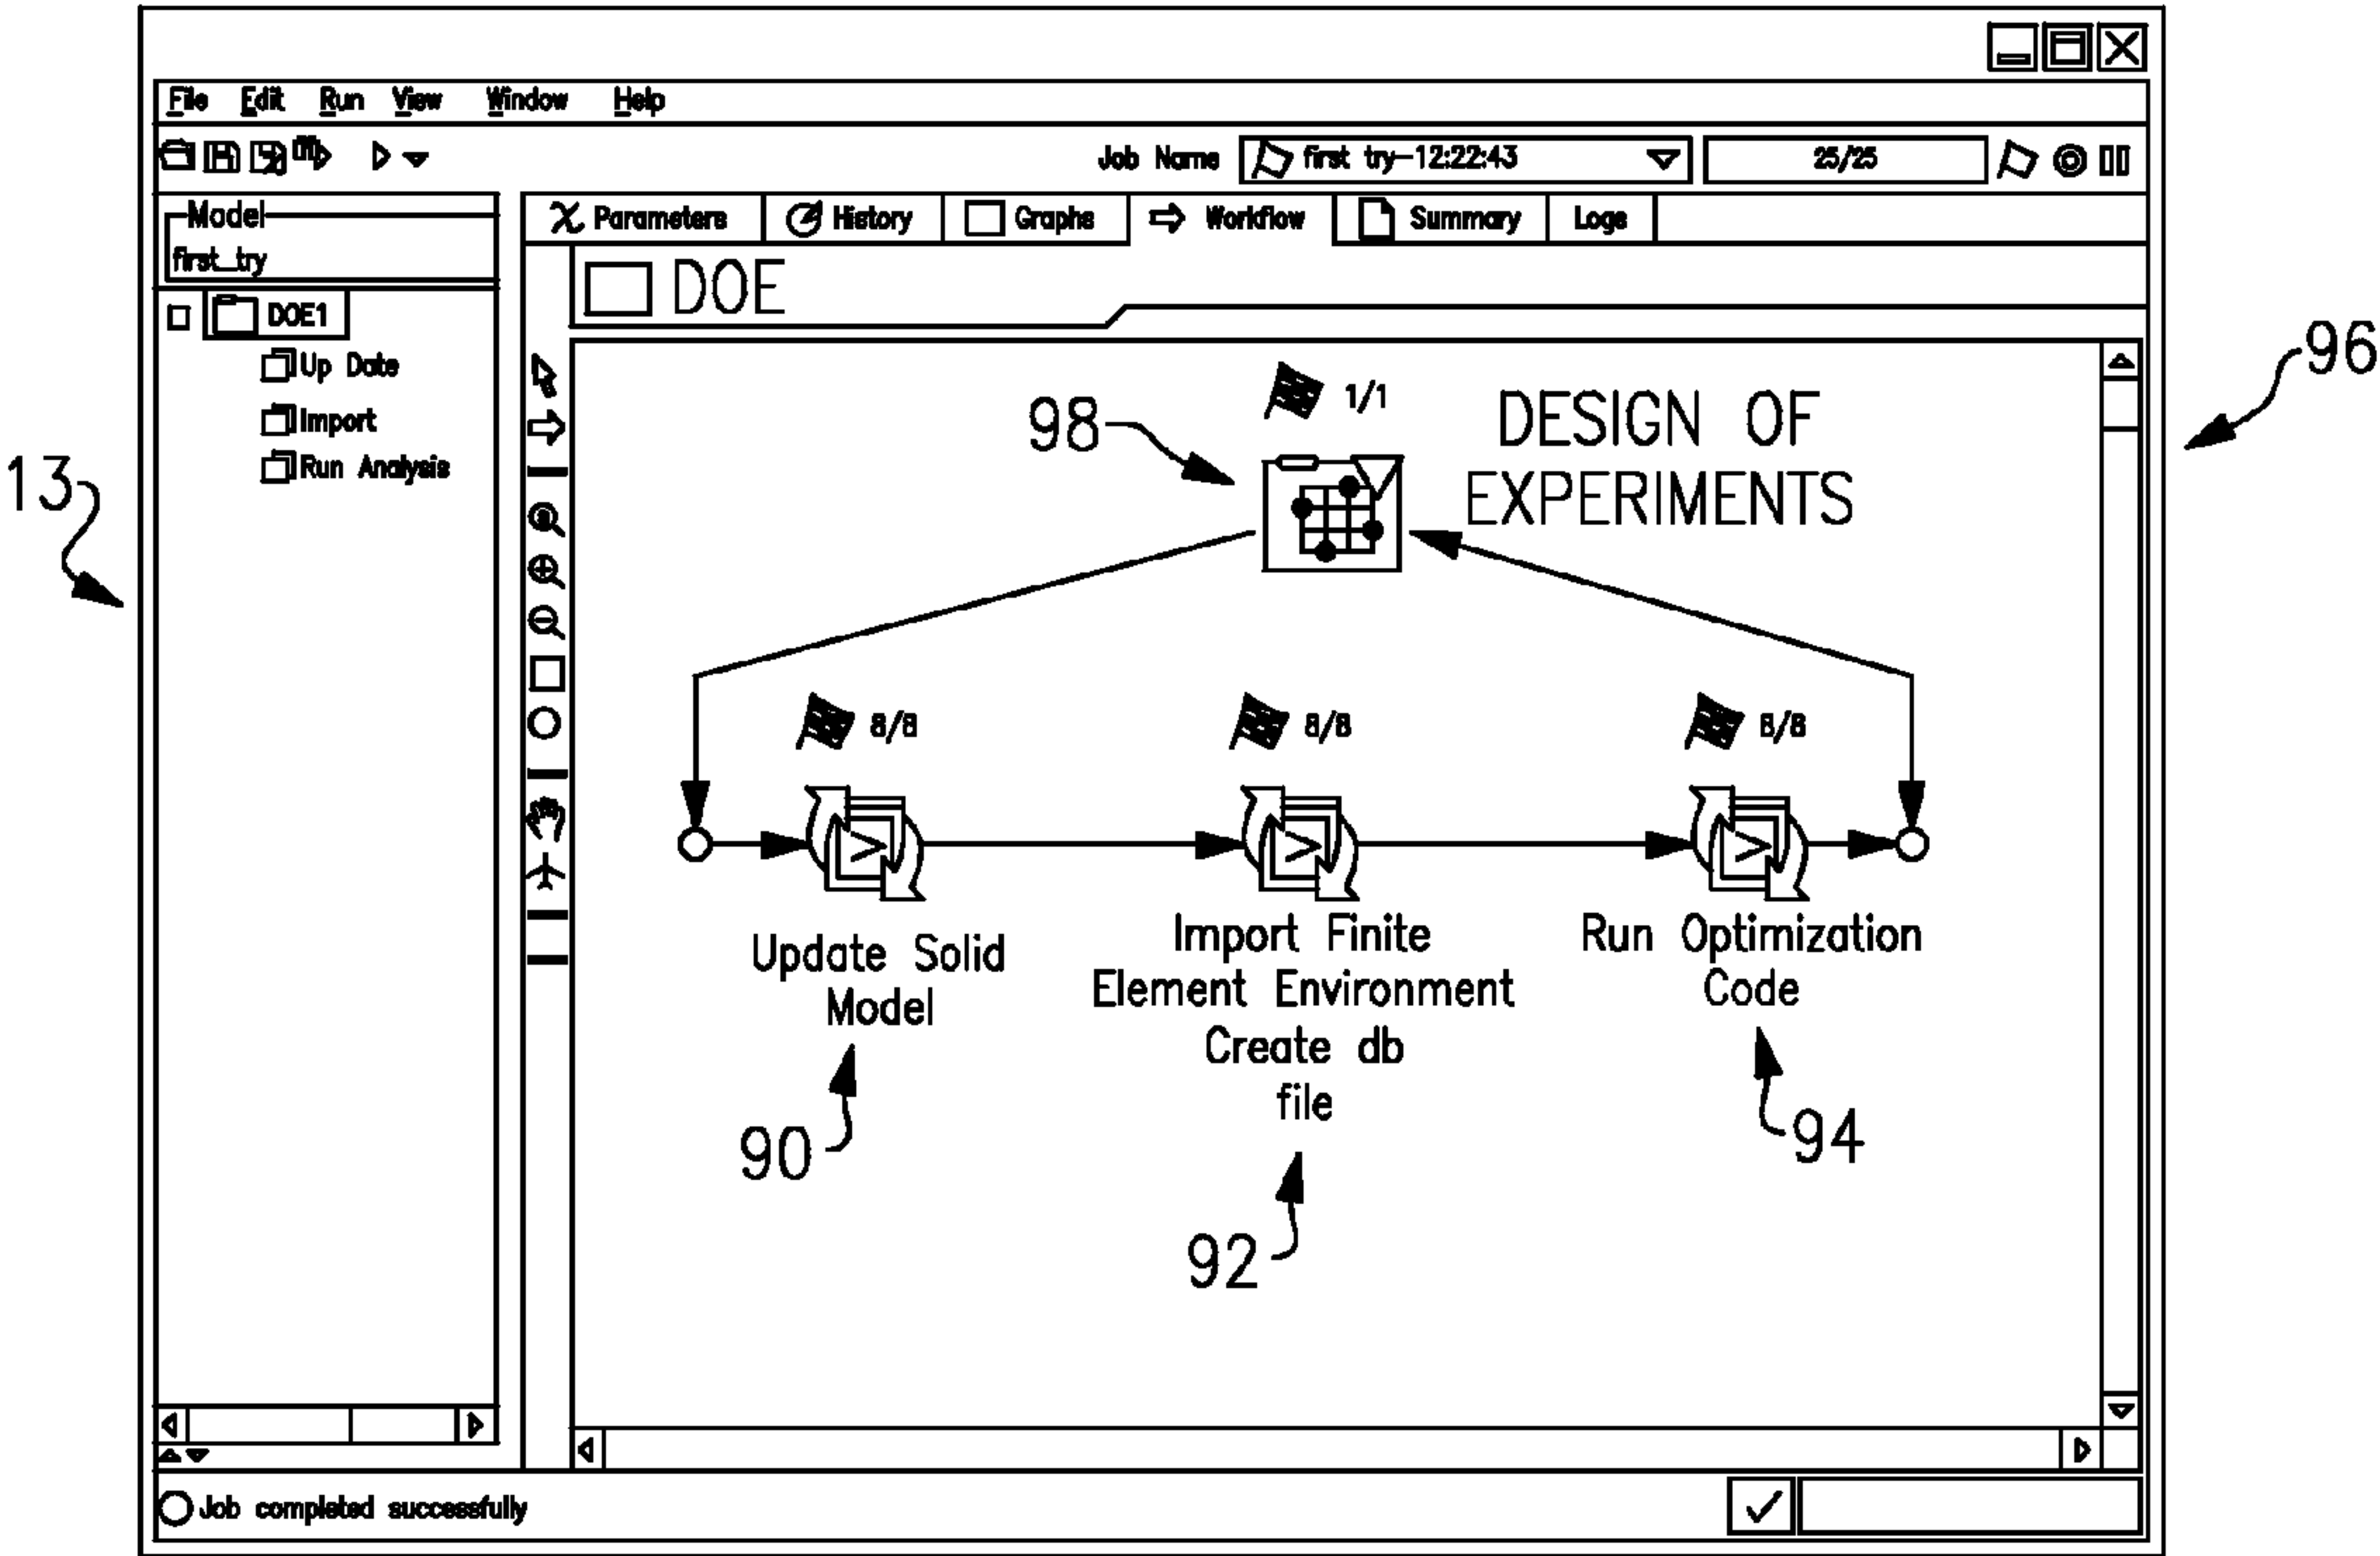 File Edit Run View Window Help
Job Name first try-12:22:43 25/25
Model
first_try
Parameters History Graphs Workflow Summary Logs
DOE
DOE1
Up Date
Import
Run Analysis
1/1
DESIGN OF
EXPERIMENTS
98
96
13
8/8 8/8 8/8
Update Solid
Model
Import Finite
Element Environment
Create db
file
Run Optimization
Code
90
92
94
Job completed successfully